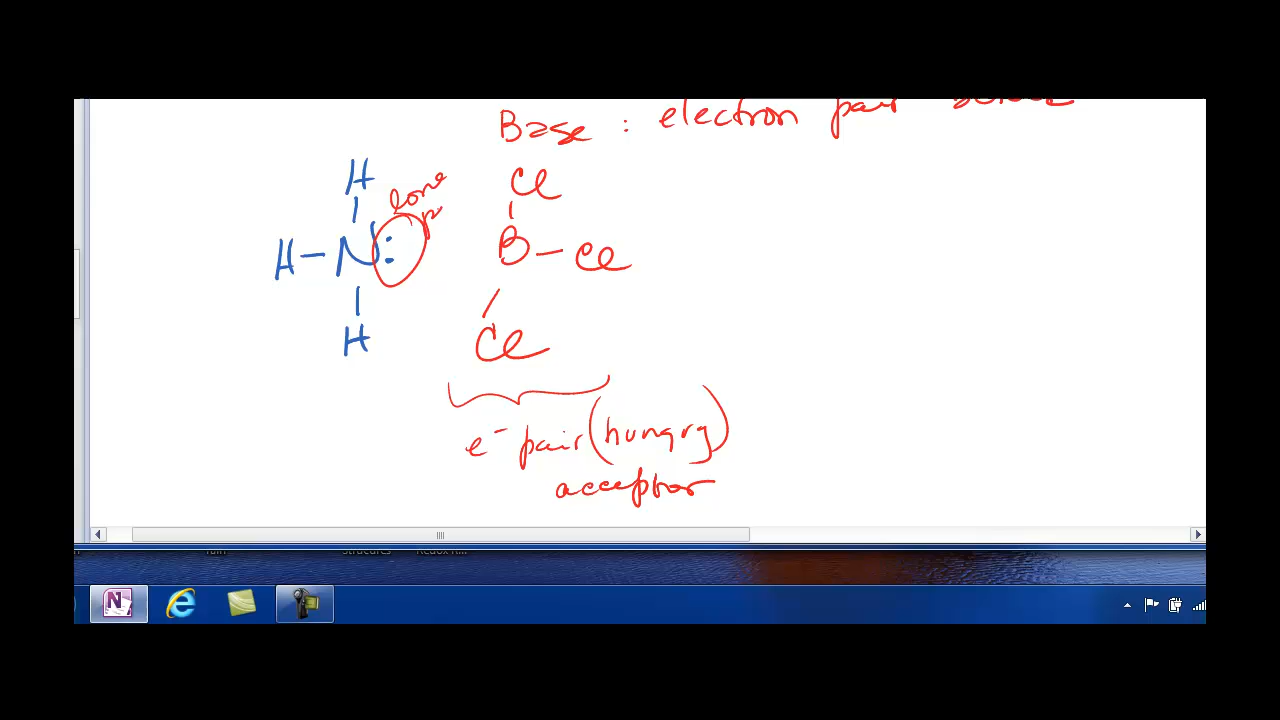 Base : electron pair
H
lone
Cl
H - N :
B - Cl
H
Cl
e- pair (hungry)
acceptor